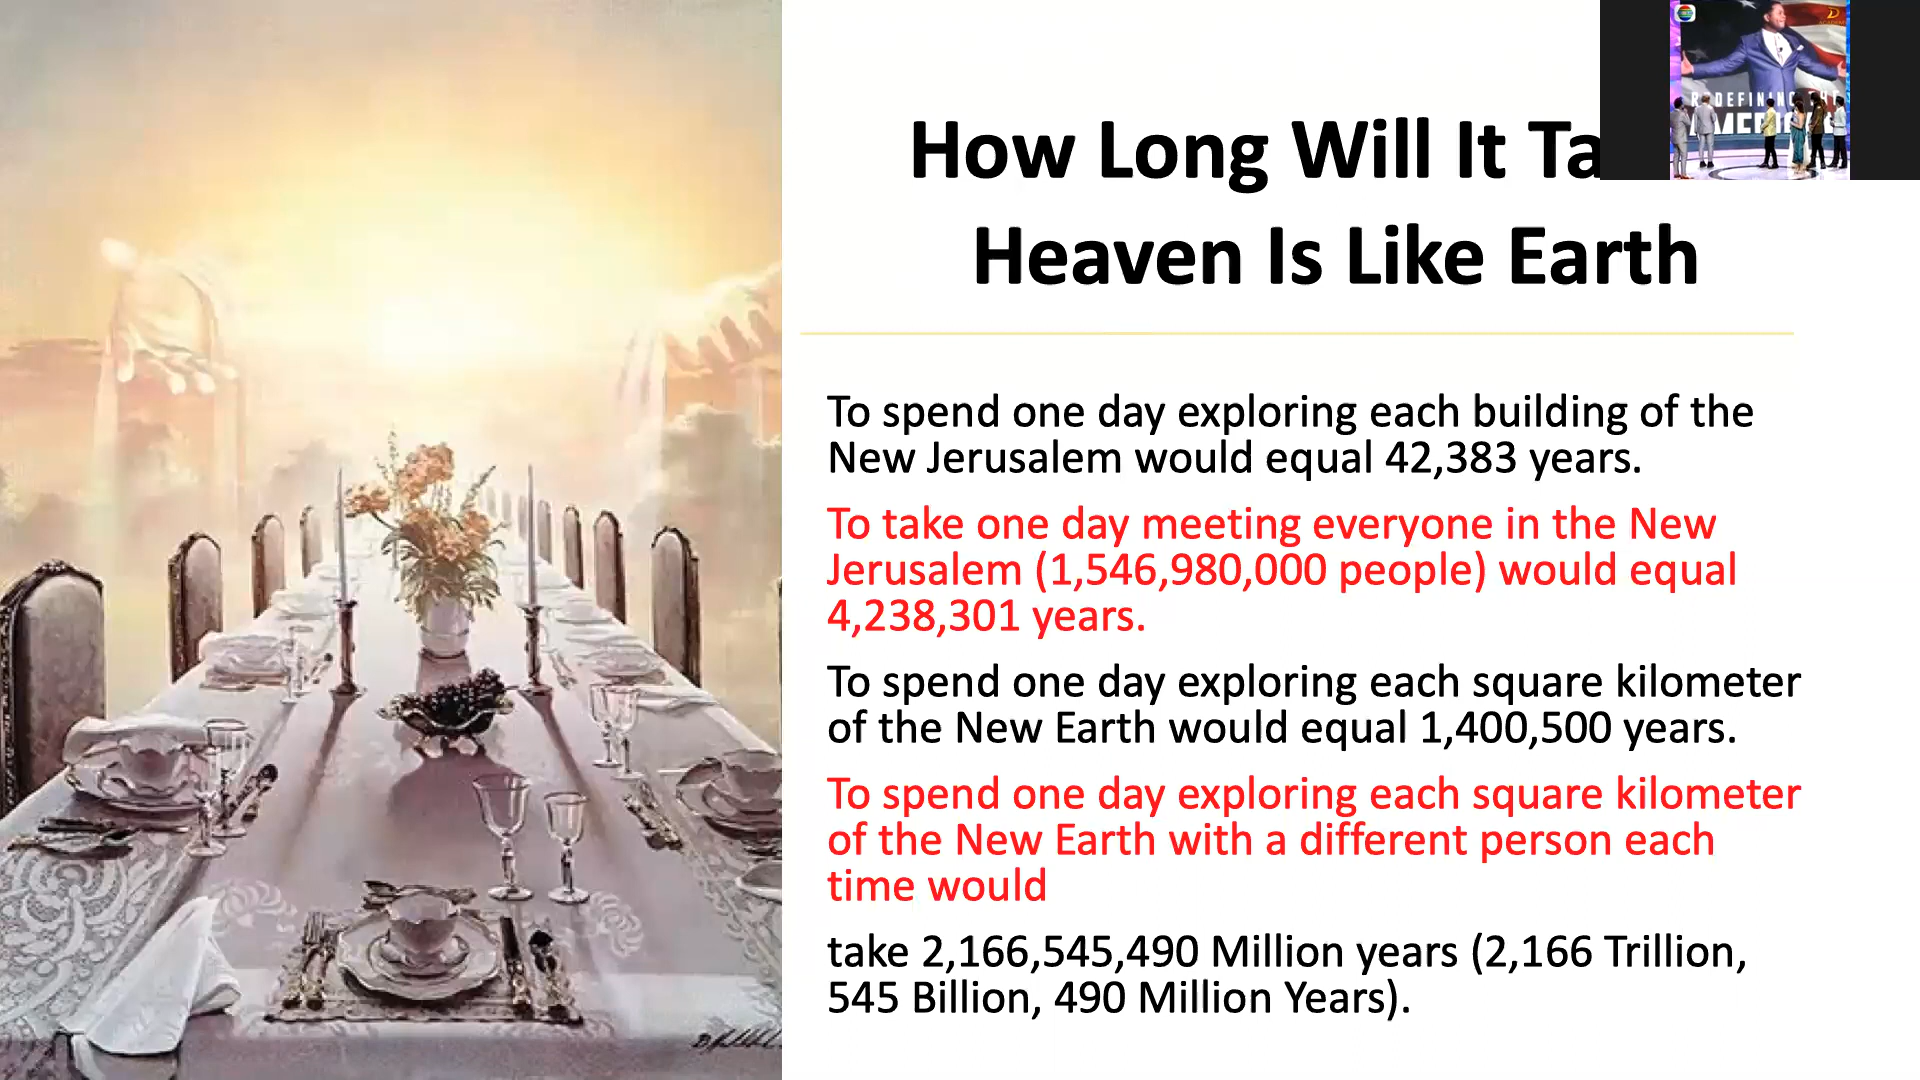 How Long Will It Ta
Heaven Is Like Earth
To spend one day exploring each building of the
New Jerusalem would equal 42,383 years.
To take one day meeting everyone in the New
Jerusalem (1,546,980,000 people) would equal
4,238,301 years.
To spend one day exploring each square kilometer
of the New Earth would equal 1,400,500 years.
To spend one day exploring each square kilometer
of the New Earth with a different person each
time would
take 2,166,545,490 Million years (2,166 Trillion,
545 Billion, 490 Million Years).